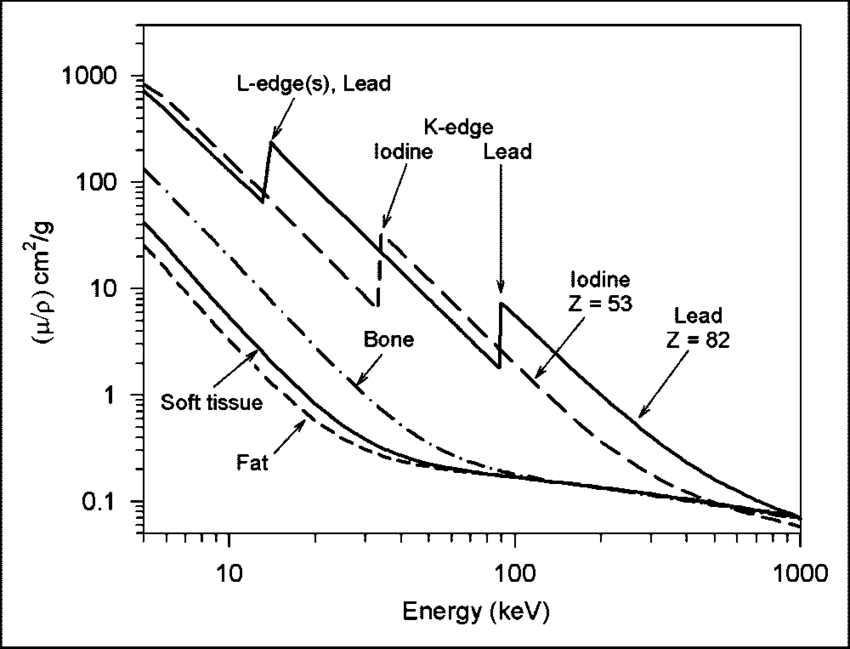 1000
100
10
1
0.1
(μ/ρ) cm²/g
L-edge(s), Lead
K-edge
Iodine
Lead
Iodine
Z = 53
Lead
Z = 82
Bone
Soft tissue
Fat
10
100
1000
Energy (keV)